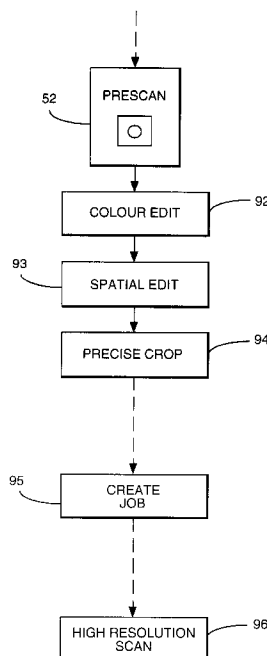 PRESCAN
52
COLOUR EDIT
92
93
SPATIAL EDIT
PRECISE CROP
94
95
CREATE
JOB
HIGH RESOLUTION
SCAN
96